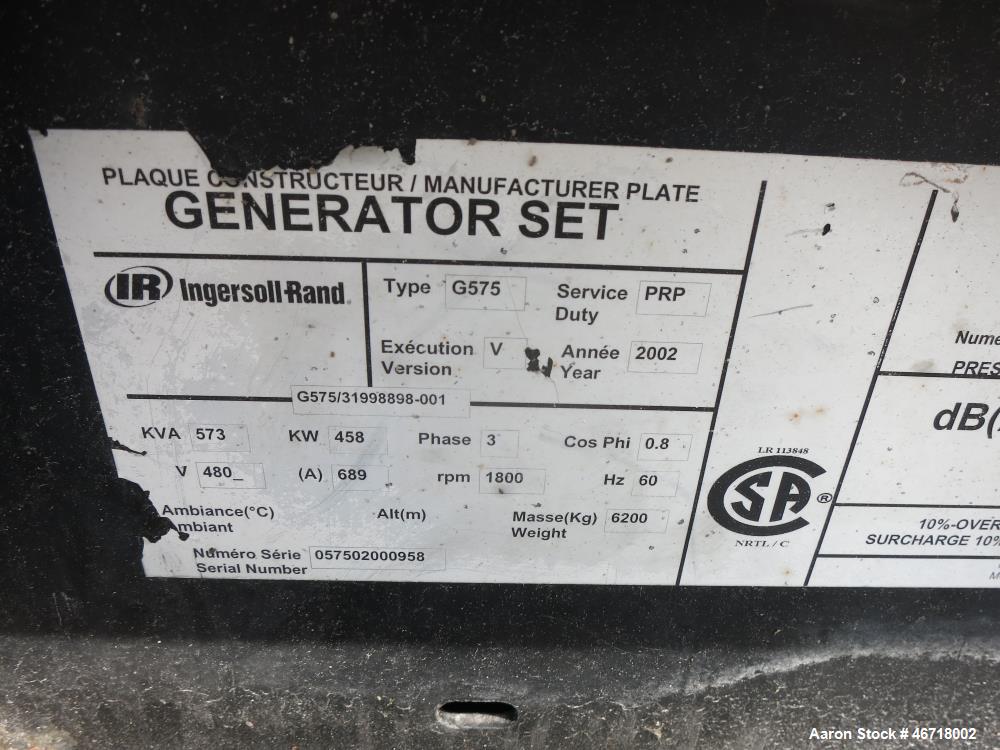 PLAQUE CONSTRUCTEUR / MANUFACTURER PLATE
GENERATOR SET
IR Ingersoll-Rand
Type G575 Service PRP
Duty
Exécution V Année 2002
Version Year
G575/31998898-001
KVA 573 KW 458 Phase 3 Cos Phi 0.8
V 480_ (A) 689 rpm 1800 Hz 60
Ambiance(°C) Alt(m) Masse(Kg) 6200
Ambiant Weight
Numéro Série 057502000958
Serial Number
LR 113848
CSA ®
NRTL / C
dB(
10%-OVER
SURCHARGE 10%
Aaron Stock # 46718002